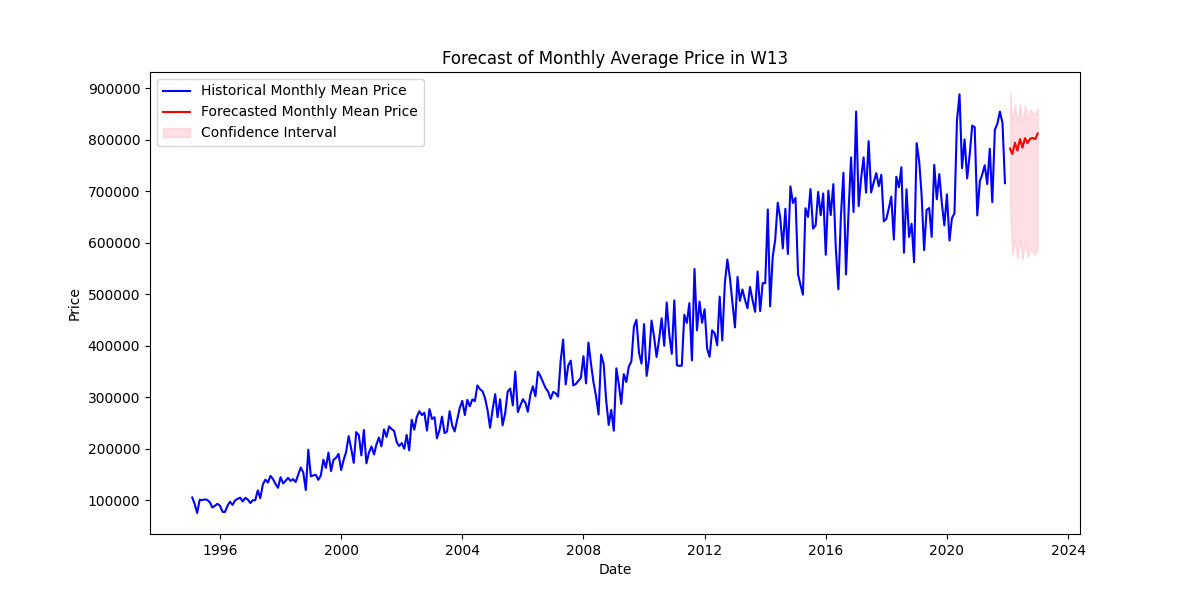 Forecast of Monthly Average Price in W13
Historical Monthly Mean Price
Forecasted Monthly Mean Price
Confidence Interval
900000
800000
700000
600000
500000
400000
300000
200000
100000
Price
1996 2000 2004 2008 2012 2016 2020 2024
Date